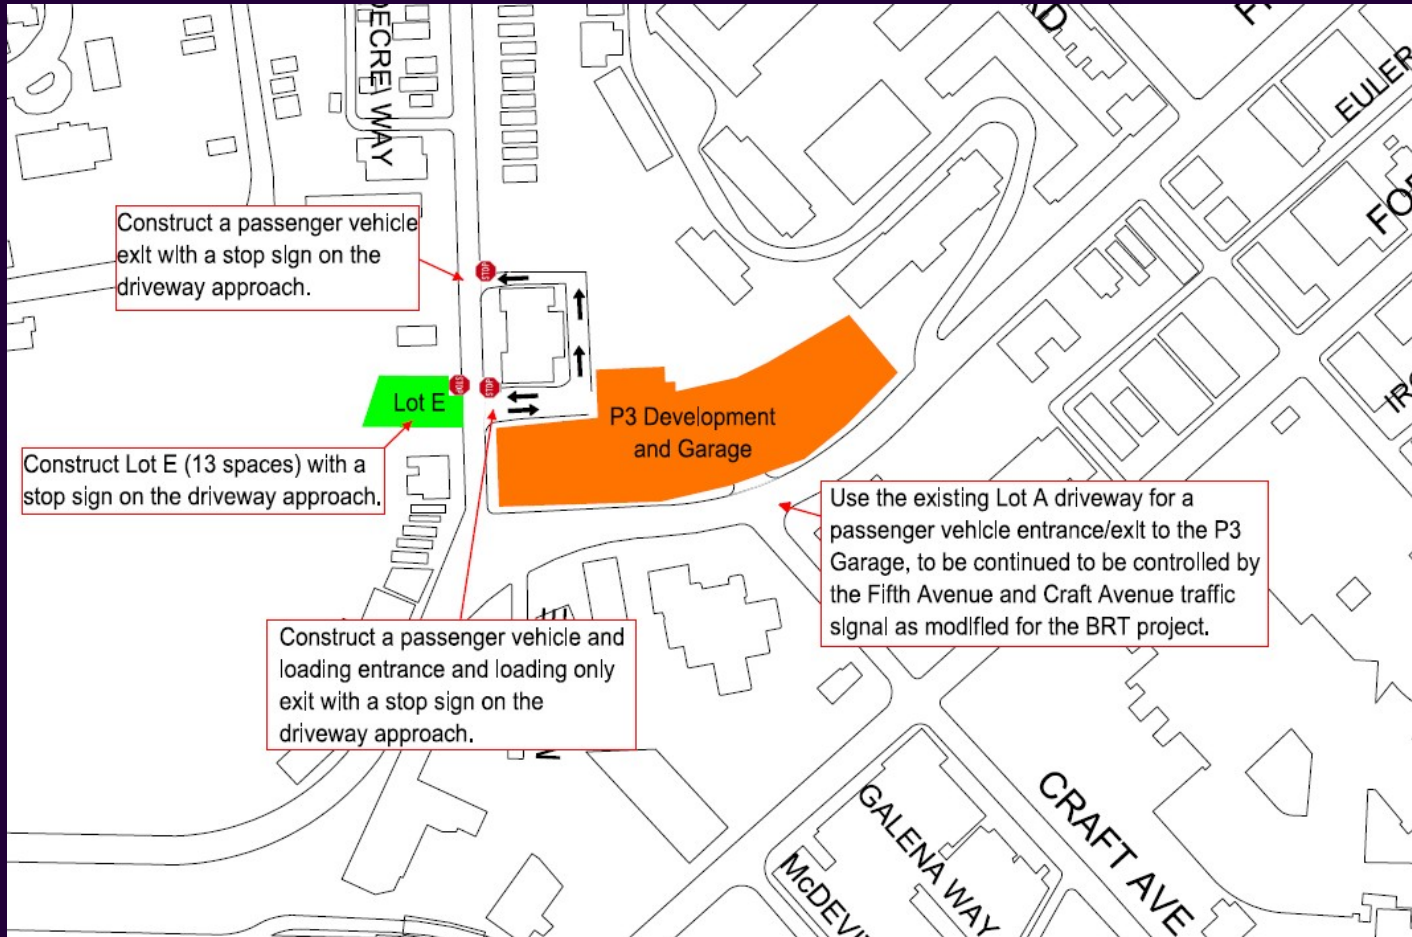 DECRE WAY
EULER
Construct a passenger vehicle
exit with a stop sign on the
driveway approach.
STOP
STOP
Lot E
P3 Development
and Garage
Construct Lot E (13 spaces) with a
stop sign on the driveway approach.
Use the existing Lot A driveway for a
passenger vehicle entrance/exit to the P3
Garage, to be continued to be controlled by
the Fifth Avenue and Craft Avenue traffic
signal as modified for the BRT project.
Construct a passenger vehicle and
loading entrance and loading only
exit with a stop sign on the
driveway approach.
CRAFT AVE
GALENA WAY